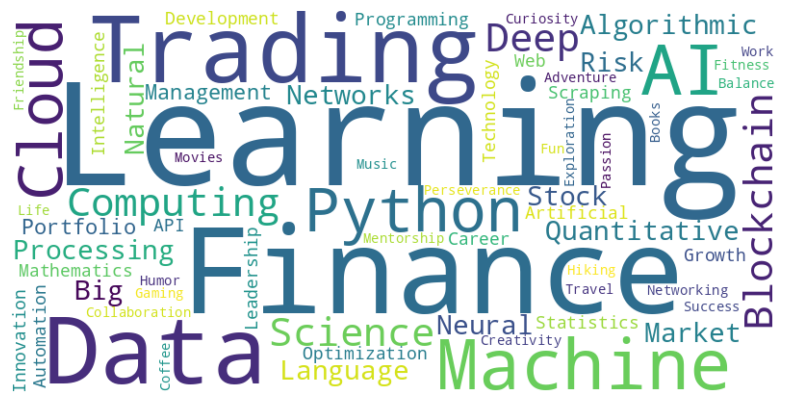 Friendship
Cloud
Development
Trading
Programming
Curiosity
Deep
Algorithmic
Work
Intelligence
Natural
Web
Risk
AI
Fitness
Adventure
Balance
Management
Networks
Technology
Scraping
Learning
Movies
Music
Fun
Exploration
Passion
Books
Blockchain
Computing
Python
Perseverance
Stock
Life
Artificial
Portfolio
API
Finance
Mentorship
Career
Quantitative
Processing
Leadership
Growth
Mathematics
Hiking
Big
Humor
Gaming
Travel
Networking
Innovation
Automation
Collaboration
Success
Data
Science
Neural
Statistics
Market
Creativity
Coffee
Optimization
Language
Machine